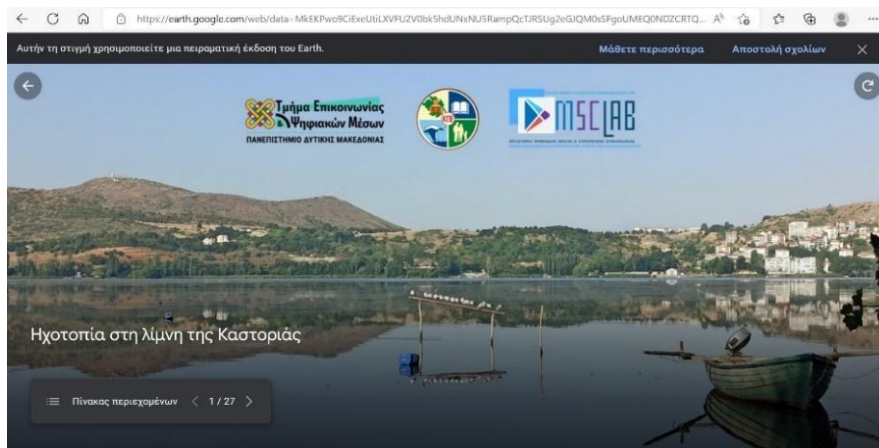 https://earth.google.com/web/data=MkEKPwo9CiExeUtiLXVFU2V0bk5hdUNxNU5RampQcTJRSUg2eGJQM0sSFgoUMEQ0NDZCRTQ...
Αυτήν τη στιγμή χρησιμοποιείτε μια πειραματική έκδοση του Earth.
Μάθετε περισσότερα
Αποστολή σχολίων
Τμήμα Επικοινωνίας
& Ψηφιακών Μέσων
ΠΑΝΕΠΙΣΤΗΜΙΟ ΔΥΤΙΚΗΣ ΜΑΚΕΔΟΝΙΑΣ
MSCLAB
Ηχοτοπία στη λίμνη της Καστοριάς
Πίνακας περιεχομένων
1 / 27